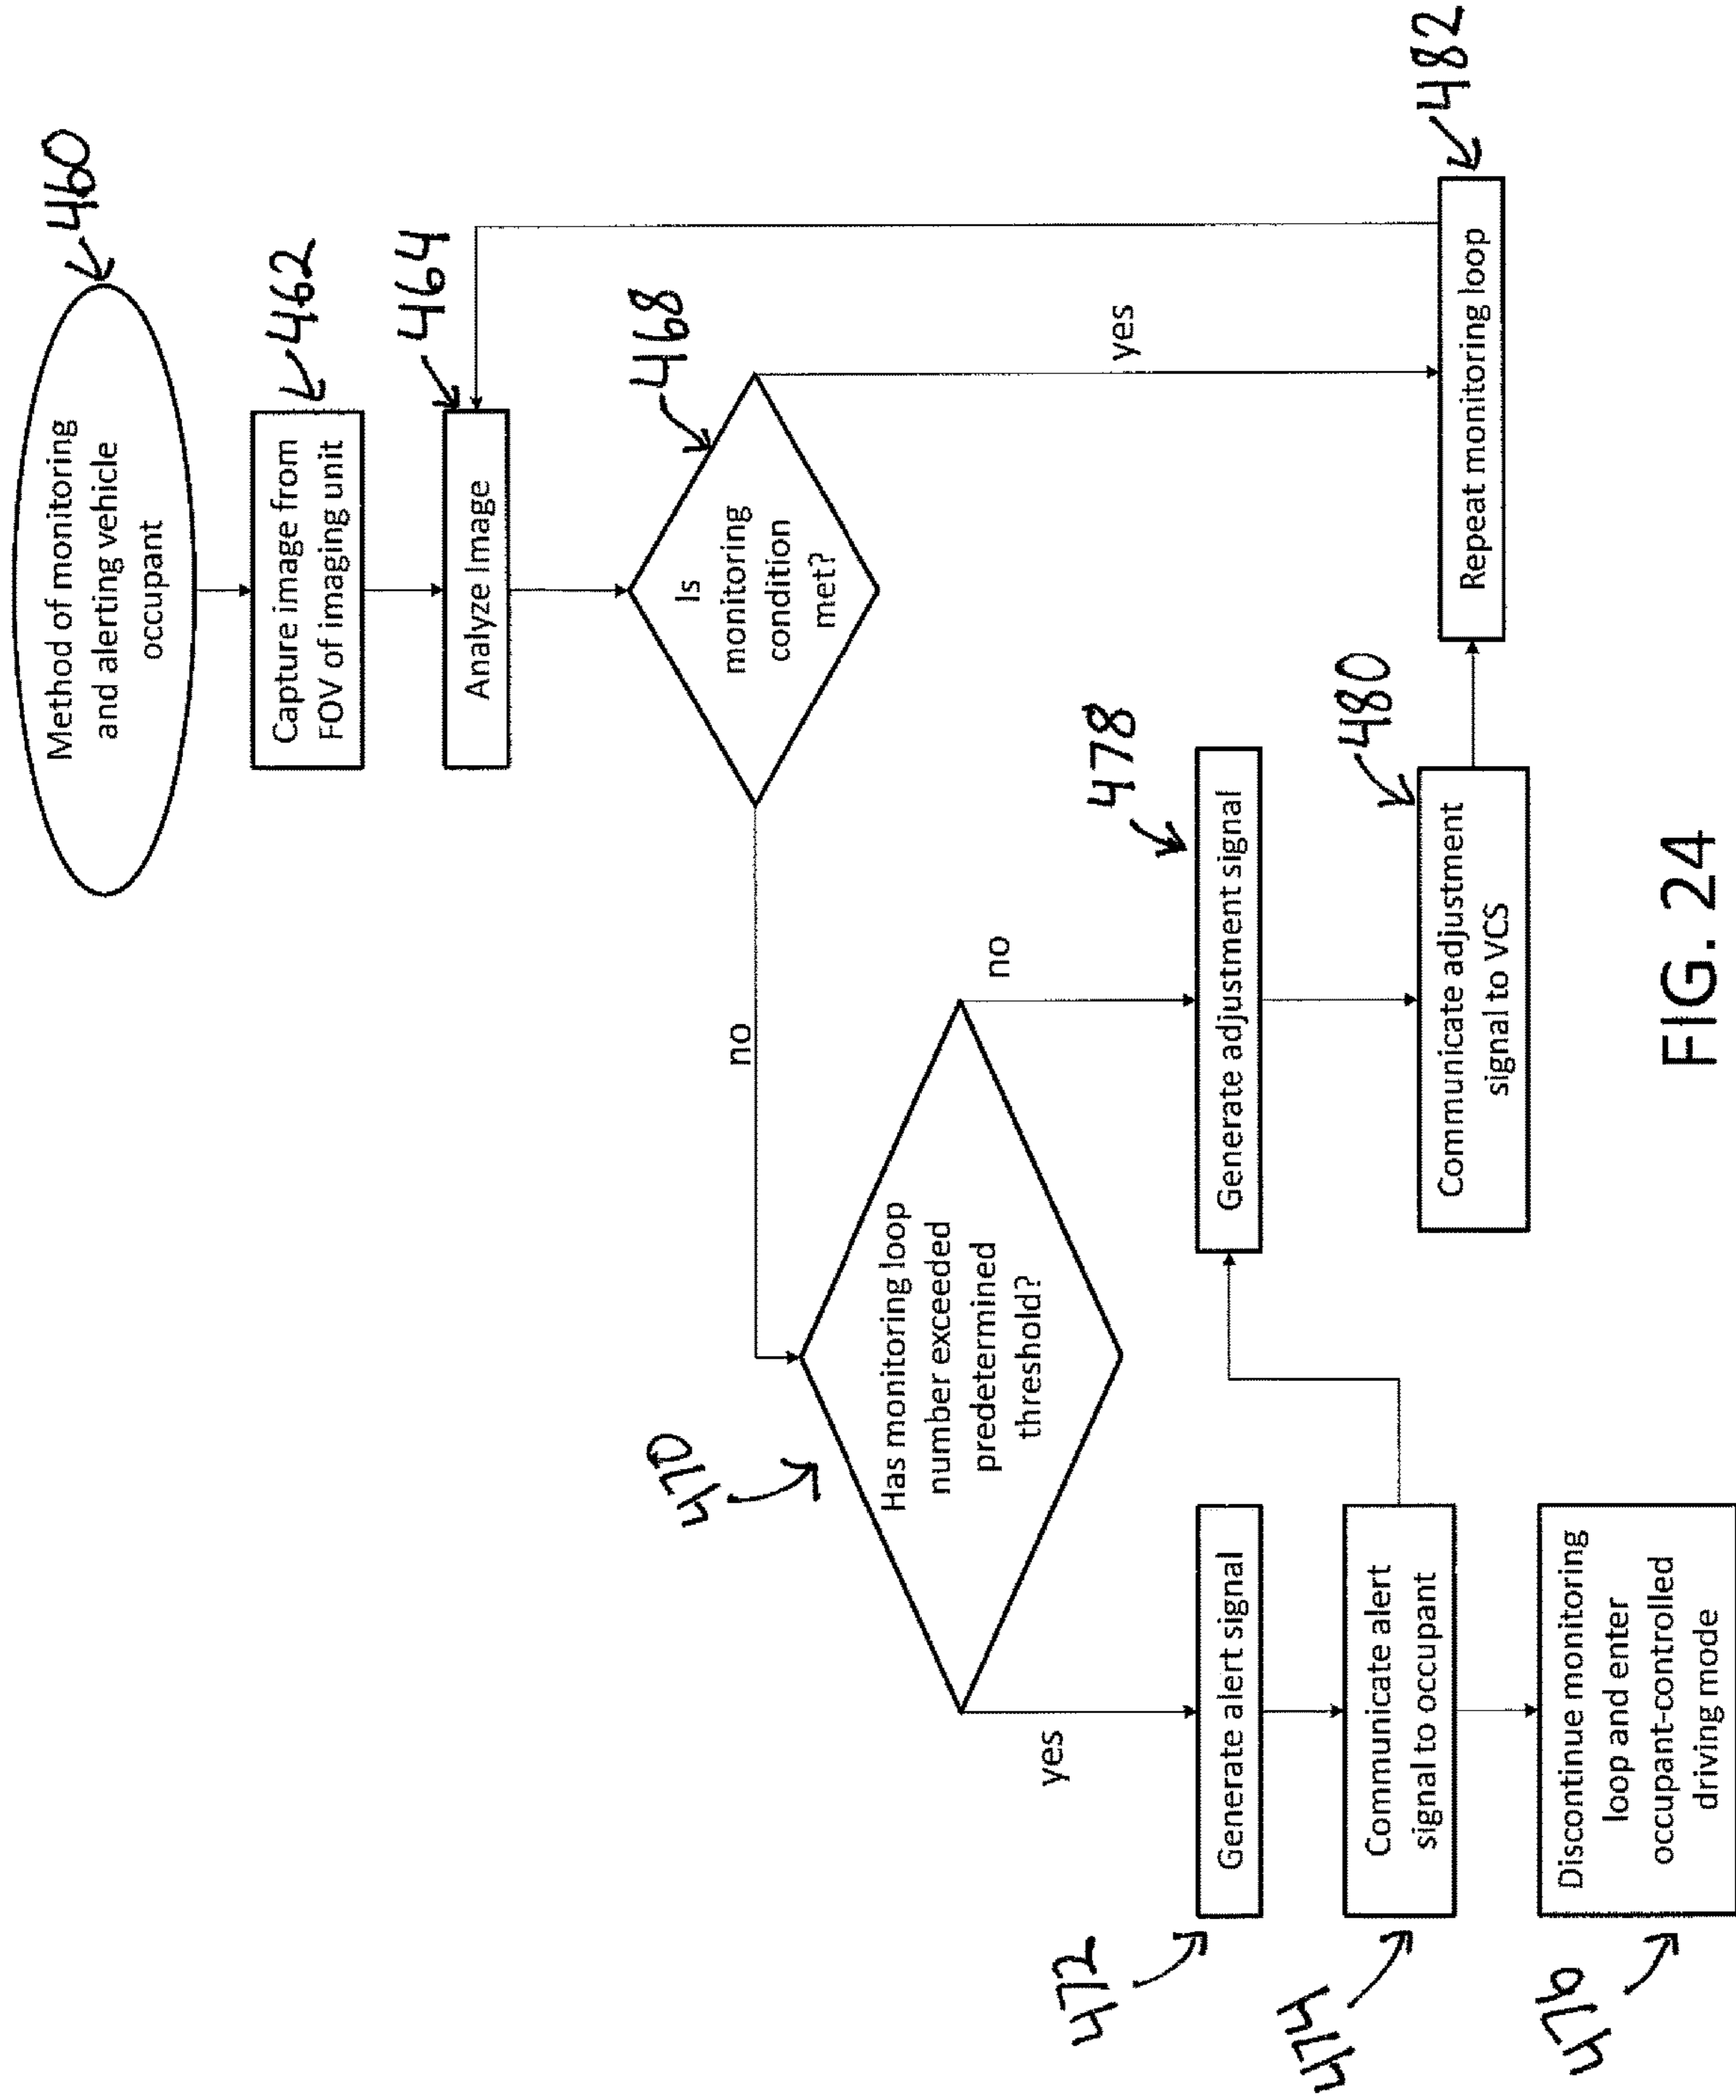 460
Method of monitoring
and alerting vehicle
occupant
462
Capture image from
FOV of imaging unit
464
Analyze Image
468
Is
monitoring
condition
met?
no
yes
470
Has monitoring loop
number exceeded
predetermined
threshold?
yes
no
472
Generate alert signal
478
Generate adjustment signal
474
Communicate alert
signal to occupant
480
Communicate adjustment
signal to VCS
482
Repeat monitoring loop
476
Discontinue monitoring
loop and enter
occupant-controlled
driving mode
FIG. 24